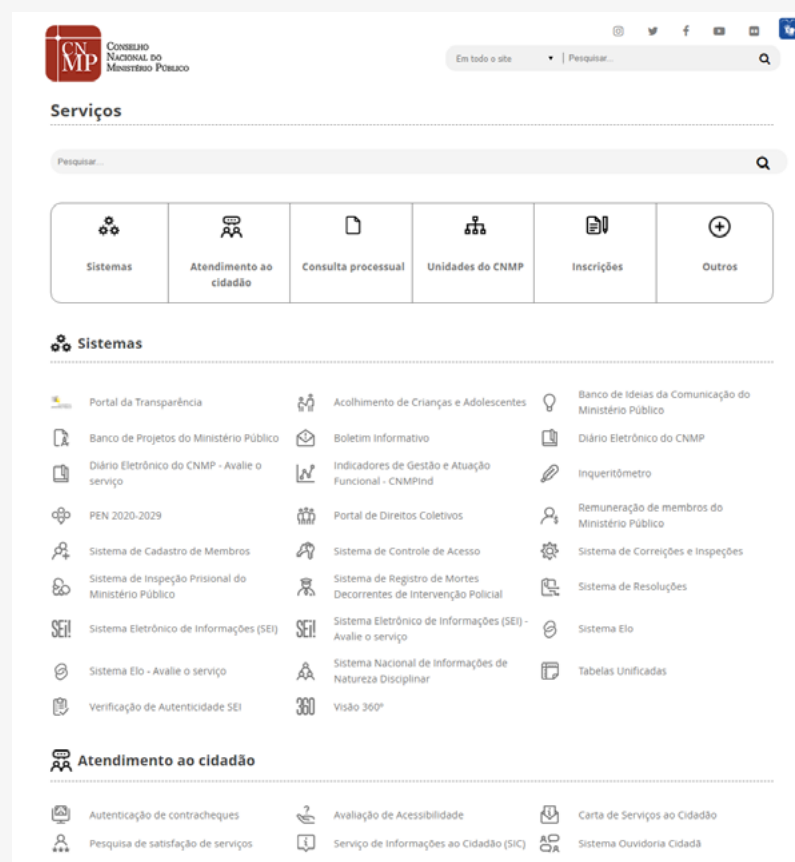 CN
MP
CONSELHO
NACIONAL DO
MINISTÉRIO PÚBLICO
Em todo o site
Pesquisar...
Serviços
Pesquisar...
Sistemas
Atendimento ao
cidadão
Consulta processual
Unidades do CNMP
Inscrições
Outros
Sistemas
Portal da Transparência
Acolhimento de Crianças e Adolescentes
Banco de Ideias da Comunicação do
Ministério Público
Banco de Projetos do Ministério Público
Boletim Informativo
Diário Eletrônico do CNMP
Diário Eletrônico do CNMP - Avalie o
serviço
Indicadores de Gestão e Atuação
Funcional - CNMPInd
Inqueritômetro
PEN 2020-2029
Portal de Direitos Coletivos
Remuneração de membros do
Ministério Público
Sistema de Cadastro de Membros
Sistema de Controle de Acesso
Sistema de Correições e Inspeções
Sistema de Inspeção Prisional do
Ministério Público
Sistema de Registro de Mortes
Decorrentes de Intervenção Policial
Sistema de Resoluções
SEi!
Sistema Eletrônico de Informações (SEI)
SEi!
Sistema Eletrônico de Informações (SEI) -
Avalie o serviço
Sistema Elo
Sistema Elo - Avalie o serviço
Sistema Nacional de Informações de
Natureza Disciplinar
Tabelas Unificadas
Verificação de Autenticidade SEI
360
Visão 360º
Atendimento ao cidadão
Autenticação de contracheques
Avaliação de Acessibilidade
Carta de Serviços ao Cidadão
Pesquisa de satisfação de serviços
Serviço de Informações ao Cidadão (SIC)
Sistema Ouvidoria Cidadã